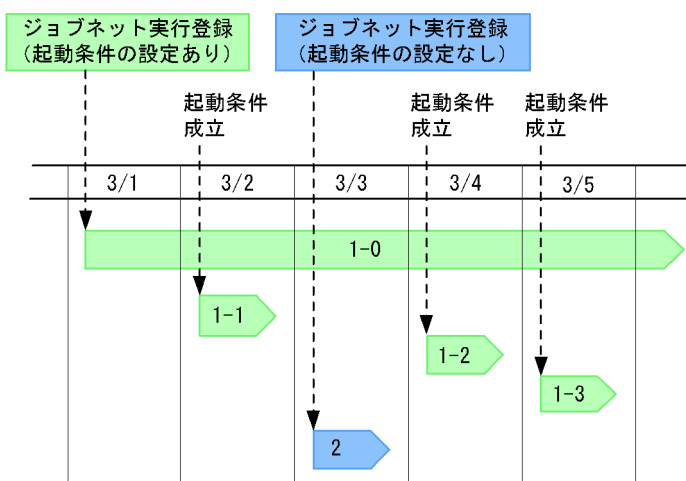 ジョブネット実行登録
（起動条件の設定あり）
ジョブネット実行登録
（起動条件の設定なし）
起動条件
成立
起動条件
成立
起動条件
成立
3/1
3/2
3/3
3/4
3/5
1-0
1-1
1-2
1-3
2